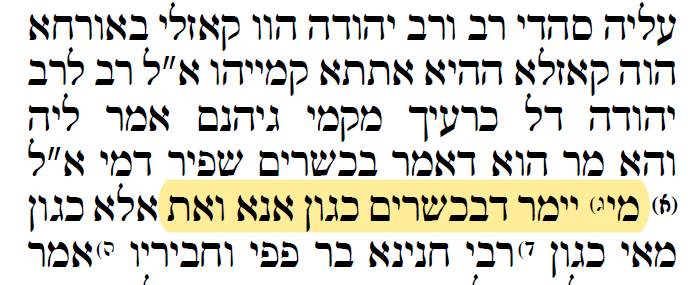 עליה סהדי רב ורב יהודה הוו קאזלי באורחא
הוה קאזלא ההיא אתתא קמייהו א״ל רב לרב
יהודה דל כרעיך מקמי גיהנם אמר ליה
והא מר הוא דאמר בכשרים שפיר דמי א״ל
(א) מיג) יימר דבכשרים כגון אנא ואת אלא כגון
מאי כגון ד)רבי חנינא בר פפי וחביריו ה)אמר